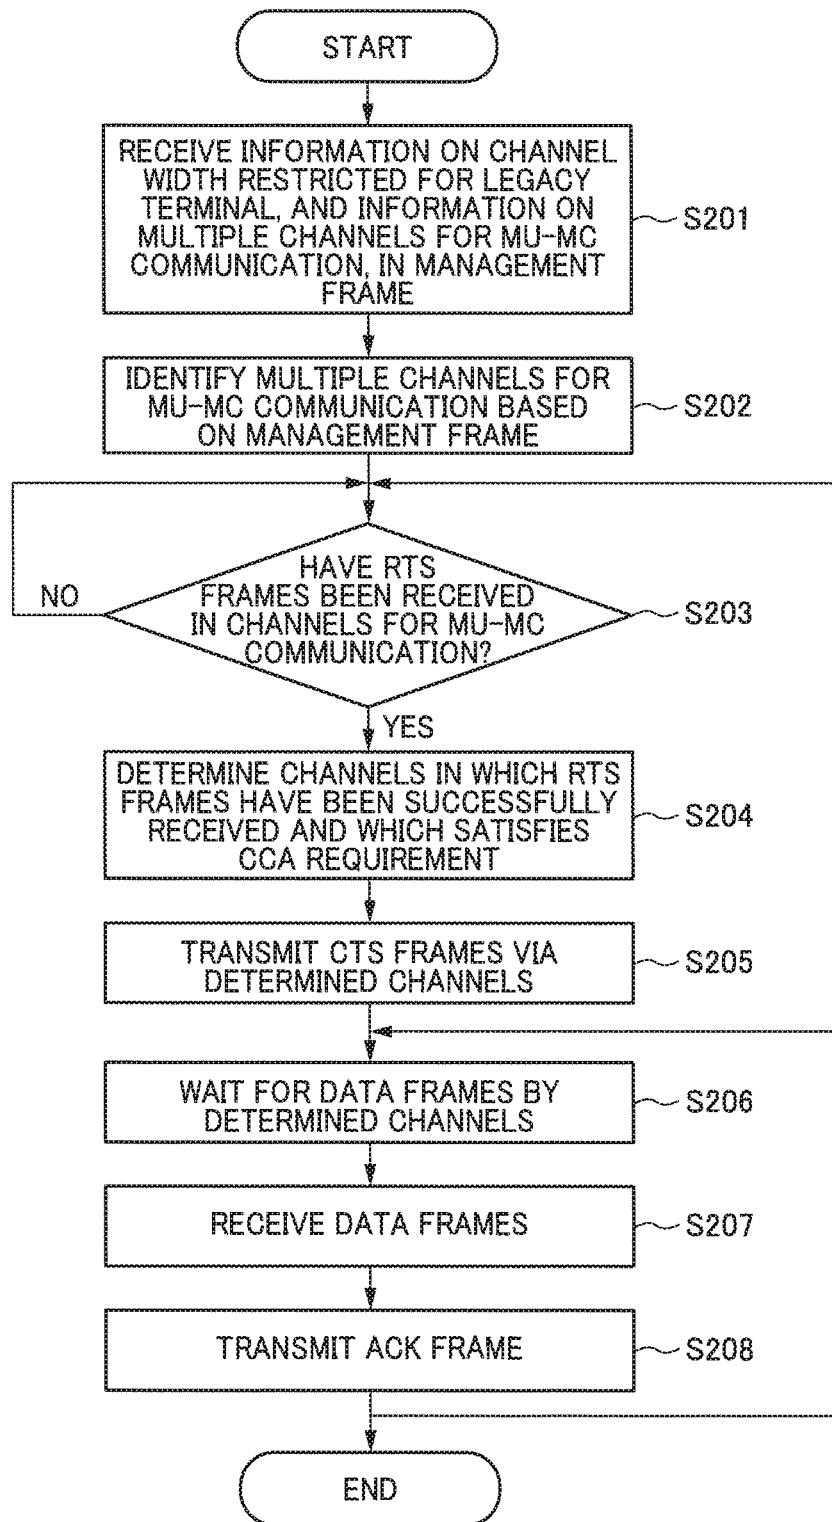 START
RECEIVE INFORMATION ON CHANNEL
WIDTH RESTRICTED FOR LEGACY
TERMINAL, AND INFORMATION ON
MULTIPLE CHANNELS FOR MU-MC
COMMUNICATION, IN MANAGEMENT
FRAME
S201
IDENTIFY MULTIPLE CHANNELS FOR
MU-MC COMMUNICATION BASED
ON MANAGEMENT FRAME
S202
HAVE RTS
FRAMES BEEN RECEIVED
IN CHANNELS FOR MU-MC
COMMUNICATION?
NO
S203
YES
DETERMINE CHANNELS IN WHICH RTS
FRAMES HAVE BEEN SUCCESSFULLY
RECEIVED AND WHICH SATISFIES
CCA REQUIREMENT
S204
TRANSMIT CTS FRAMES VIA
DETERMINED CHANNELS
S205
WAIT FOR DATA FRAMES BY
DETERMINED CHANNELS
S206
RECEIVE DATA FRAMES
S207
TRANSMIT ACK FRAME
S208
END